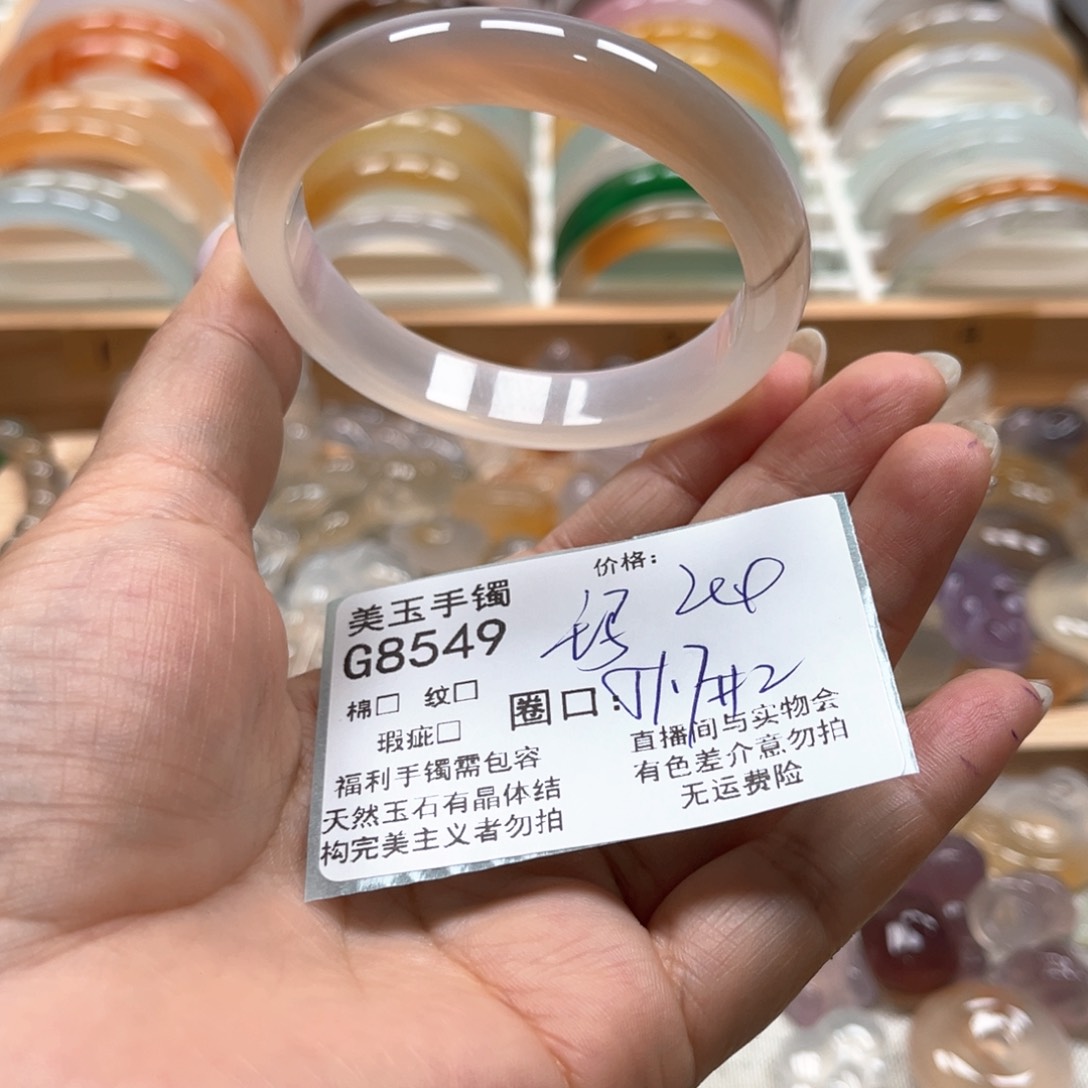 美玉手镯
G8549
价格:
棉□ 纹□
圈口:
瑕疵□
福利手镯需包容
天然玉石有晶体结
构完美主义者勿拍
直播间与实物会
有色差介意勿拍
无运费险